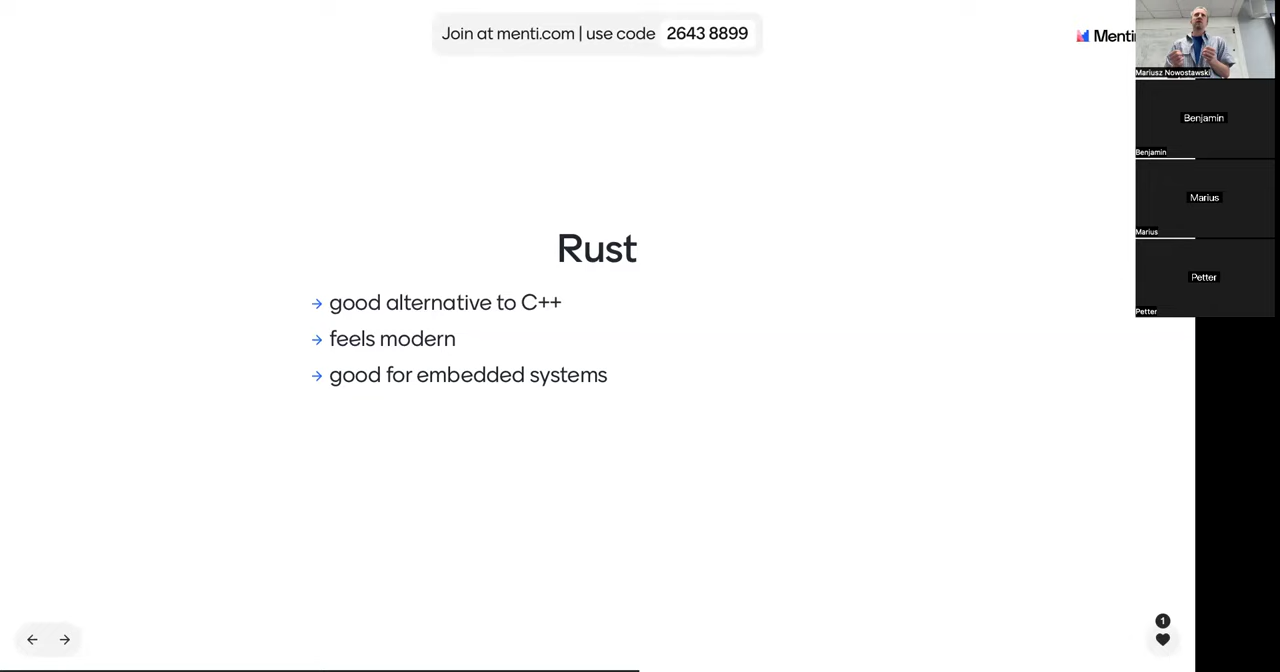 Join at menti.com | use code 2643 8899
Menti
Mariusz Nowostawski
Benjamin
Benjamin
Marius
Marius
Petter
Petter
Rust
→ good alternative to C++
→ feels modern
→ good for embedded systems
1